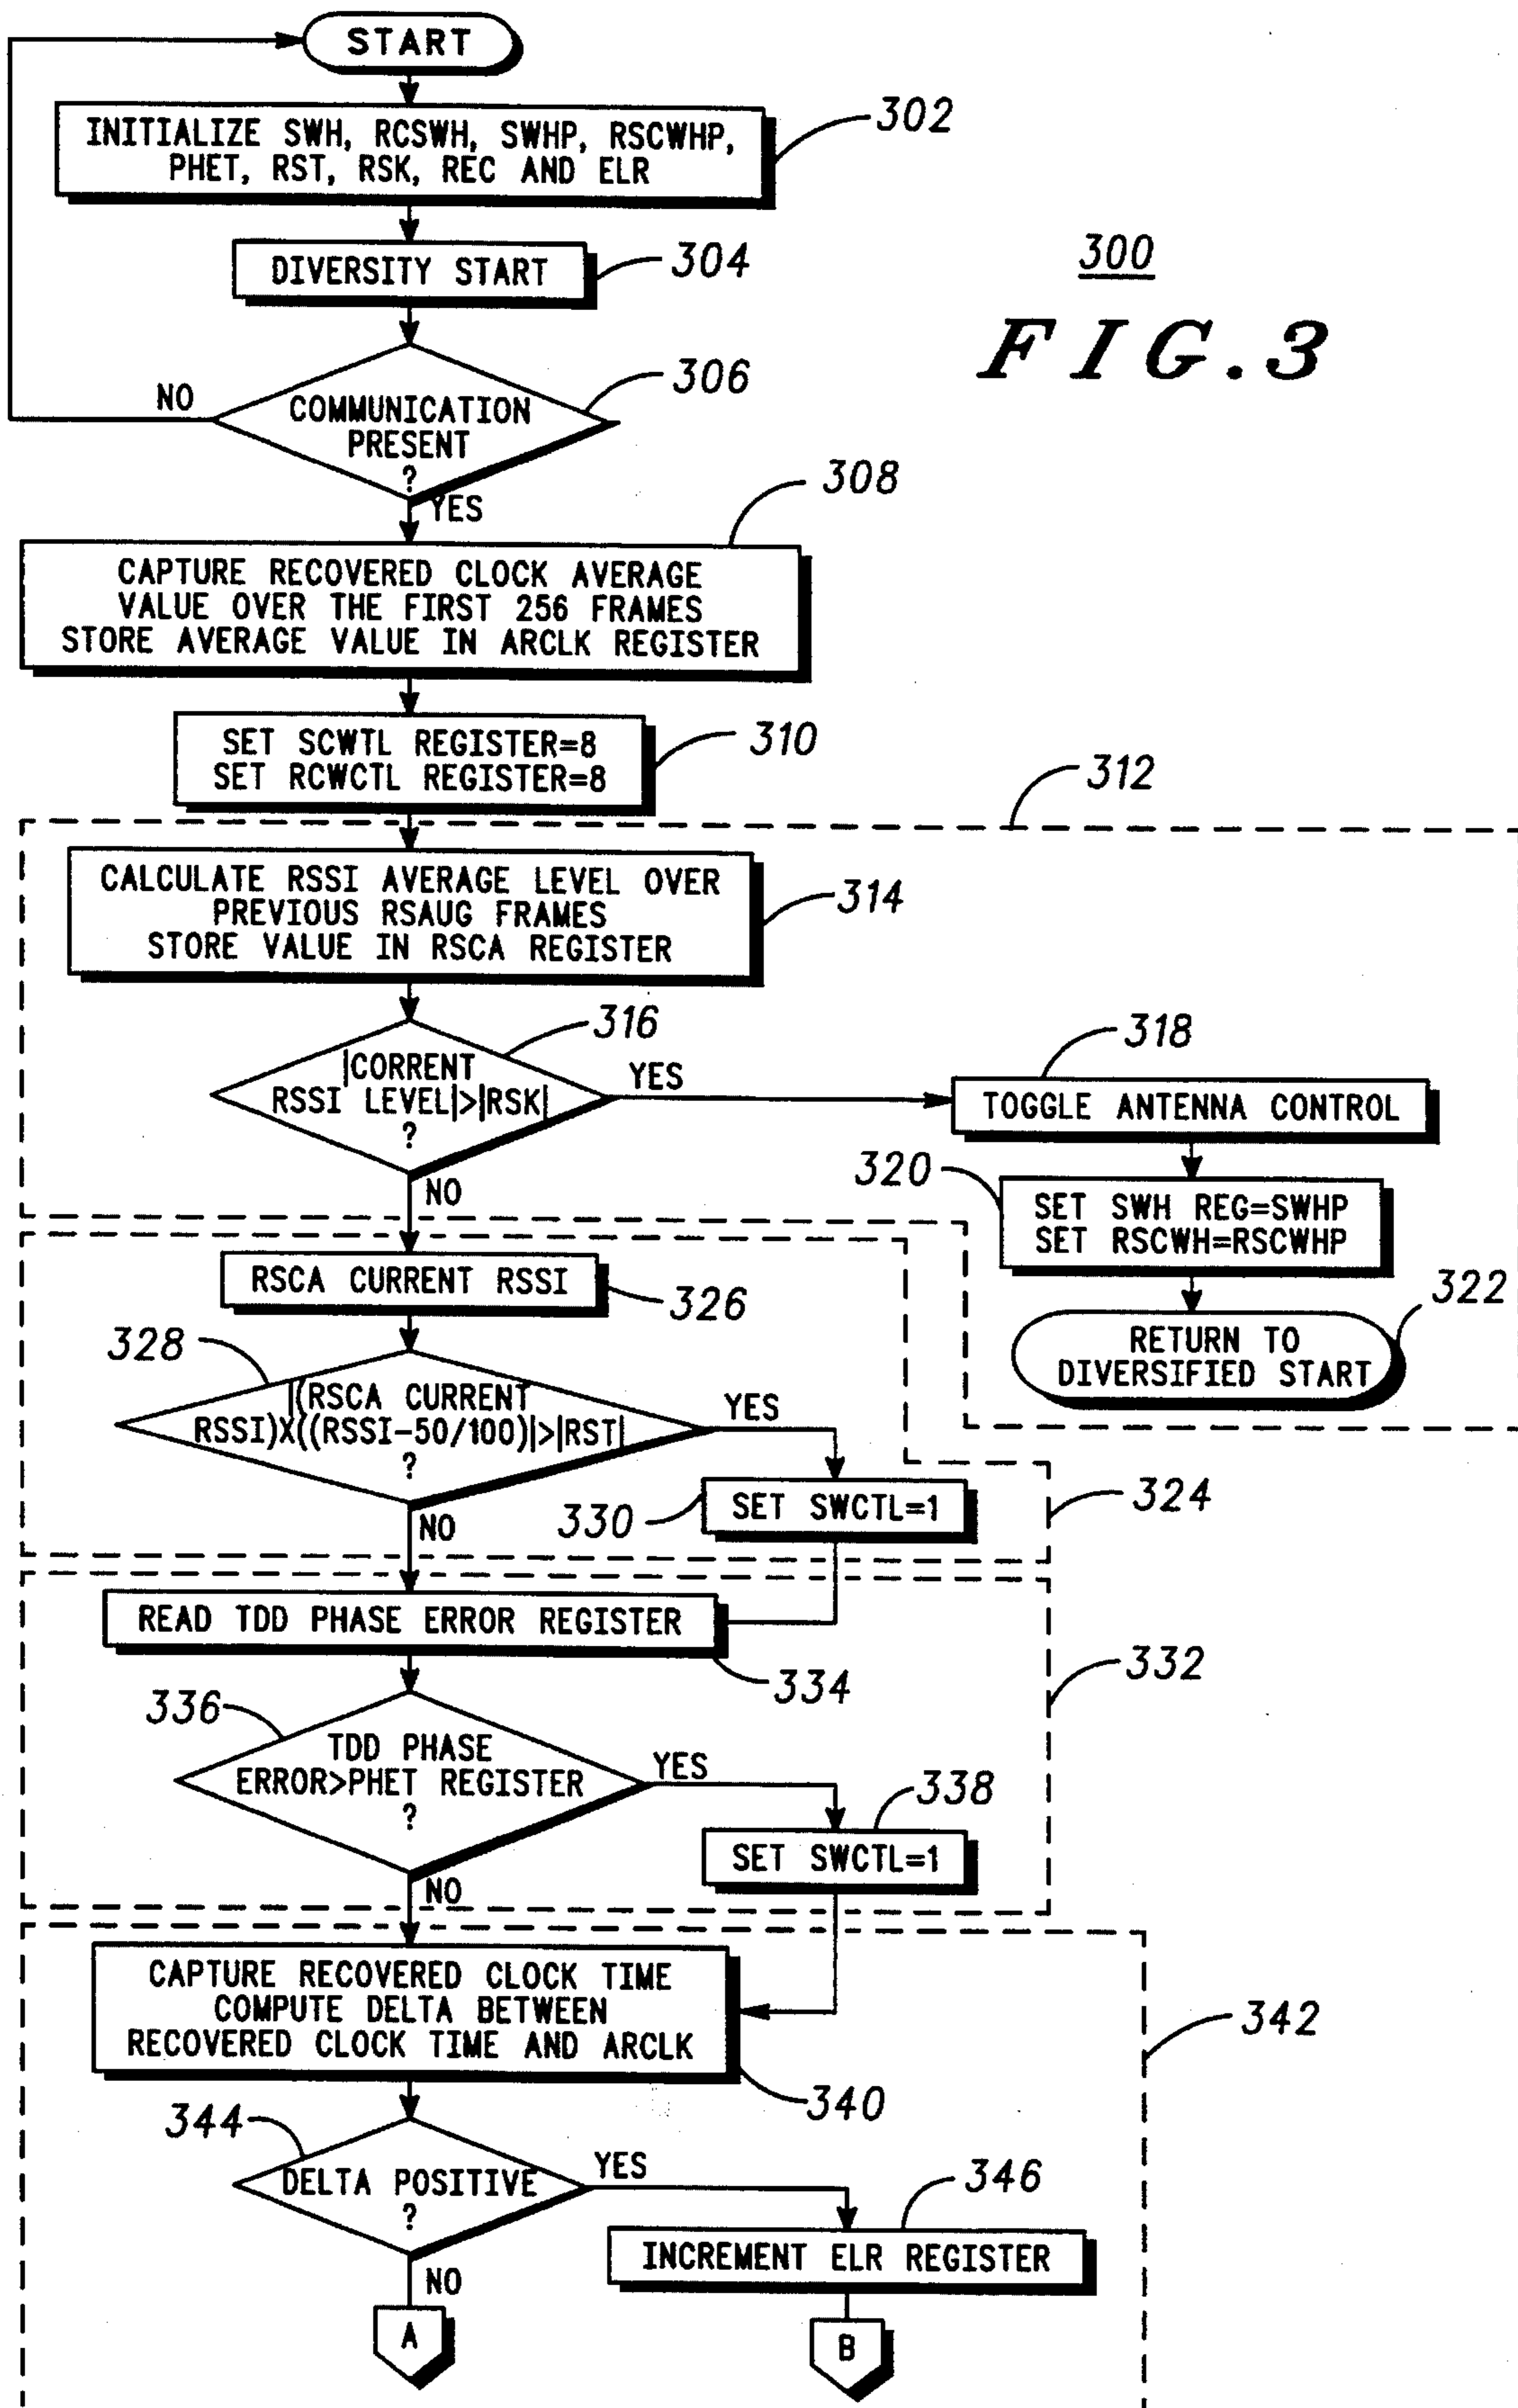 START
INITIALIZE SWH, RCSWH, SWHP, RSCWHP,
PHET, RST, RSK, REC AND ELR
302
DIVERSITY START
304
300
FIG.3
COMMUNICATION
PRESENT
?
306
NO
YES
308
CAPTURE RECOVERED CLOCK AVERAGE
VALUE OVER THE FIRST 256 FRAMES
STORE AVERAGE VALUE IN ARCLK REGISTER
SET SCWTL REGISTER=8
SET RCWCTL REGISTER=8
310
312
CALCULATE RSSI AVERAGE LEVEL OVER
PREVIOUS RSAUG FRAMES
STORE VALUE IN RSCA REGISTER
314
316
|CORRENT
RSSI LEVEL|>|RSK|
?
YES
NO
318
TOGGLE ANTENNA CONTROL
320
SET SWH REG=SWHP
SET RSCWH=RSCWHP
322
RETURN TO
DIVERSIFIED START
RSCA CURRENT RSSI
326
328
|(RSCA CURRENT
RSSI)X((RSSI-50/100)|>|RST|
?
YES
NO
330
SET SWCTL=1
324
READ TDD PHASE ERROR REGISTER
334
332
336
TDD PHASE
ERROR>PHET REGISTER
?
YES
NO
338
SET SWCTL=1
CAPTURE RECOVERED CLOCK TIME
COMPUTE DELTA BETWEEN
RECOVERED CLOCK TIME AND ARCLK
340
342
344
DELTA POSITIVE
?
YES
NO
346
INCREMENT ELR REGISTER
A
B